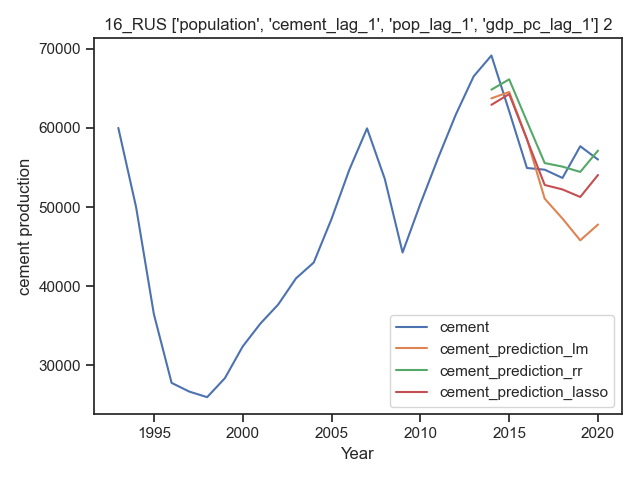 16_RUS ['population', 'cement_lag_1', 'pop_lag_1', 'gdp_pc_lag_1'] 2
70000
60000
50000
40000
30000
cement production
1995
2000
2005
2010
2015
2020
Year
cement
cement_prediction_lm
cement_prediction_rr
cement_prediction_lasso